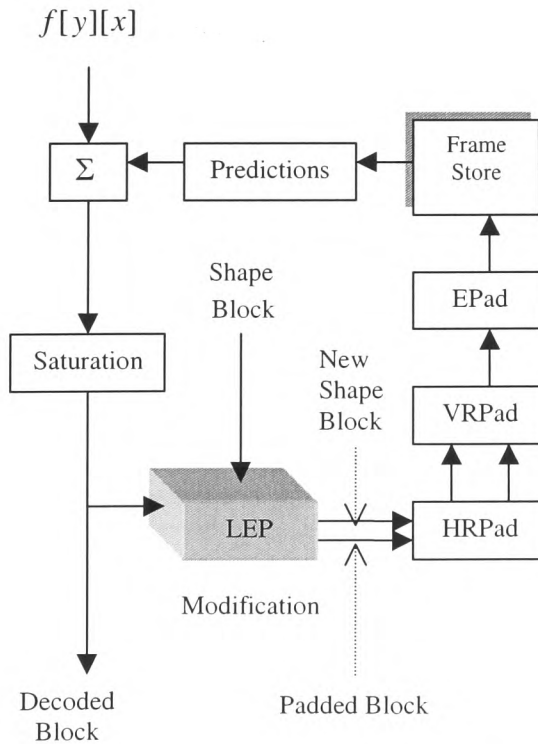 f[y][x]
Σ
Predictions
Frame
Store
Shape
Block
EPad
Saturation
New
Shape
Block
VRPad
LEP
HRPad
Modification
Decoded
Block
Padded Block